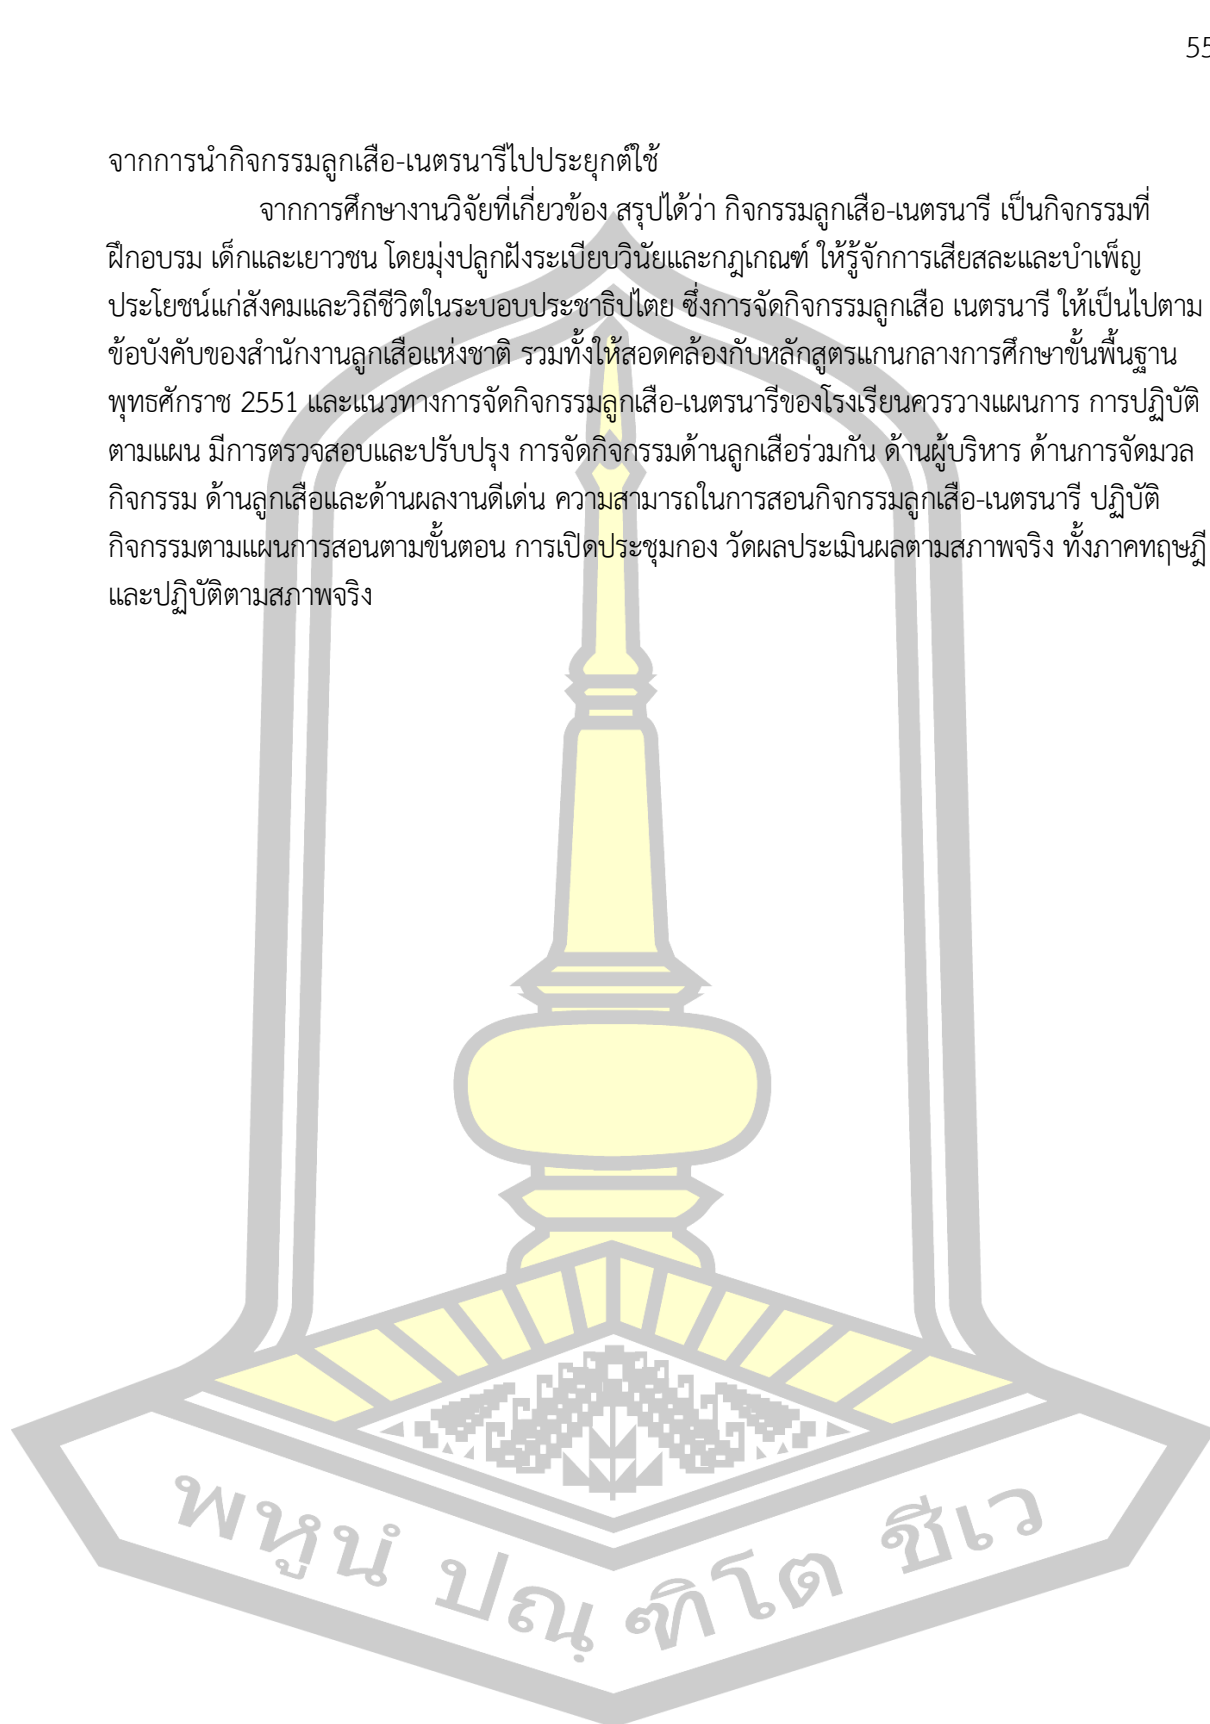 55
จากการนำกิจกรรมลูกเสือ-เนตรนารีไปประยุกต์ใช้
จากการศึกษางานวิจัยที่เกี่ยวข้อง สรุปได้ว่า กิจกรรมลูกเสือ-เนตรนารี เป็นกิจกรรมที่
ฝึกอบรม เด็กและเยาวชน โดยมุ่งปลูกฝังระเบียบวินัยและกฎเกณฑ์ ให้รู้จักการเสียสละและบำเพ็ญ
ประโยชน์แก่สังคมและวิถีชีวิตในระบอบประชาธิปไตย ซึ่งการจัดกิจกรรมลูกเสือ เนตรนารี ให้เป็นไปตาม
ข้อบังคับของสำนักงานลูกเสือแห่งชาติ รวมทั้งให้สอดคล้องกับหลักสูตรแกนกลางการศึกษาขั้นพื้นฐาน
พุทธศักราช 2551 และแนวทางการจัดกิจกรรมลูกเสือ-เนตรนารีของโรงเรียนควรวางแผนการ การปฏิบัติ
ตามแผน มีการตรวจสอบและปรับปรุง การจัดกิจกรรมด้านลูกเสือร่วมกัน ด้านผู้บริหาร ด้านการจัดมวล
กิจกรรม ด้านลูกเสือและด้านผลงานดีเด่น ความสามารถในการสอนกิจกรรมลูกเสือ-เนตรนารี ปฏิบัติ
กิจกรรมตามแผนการสอนตามขั้นตอน การเปิดประชุมกอง วัดผลประเมินผลตามสภาพจริง ทั้งภาคทฤษฎี
และปฏิบัติตามสภาพจริง
พหูนํ ปณฺฑิโต ชีเว